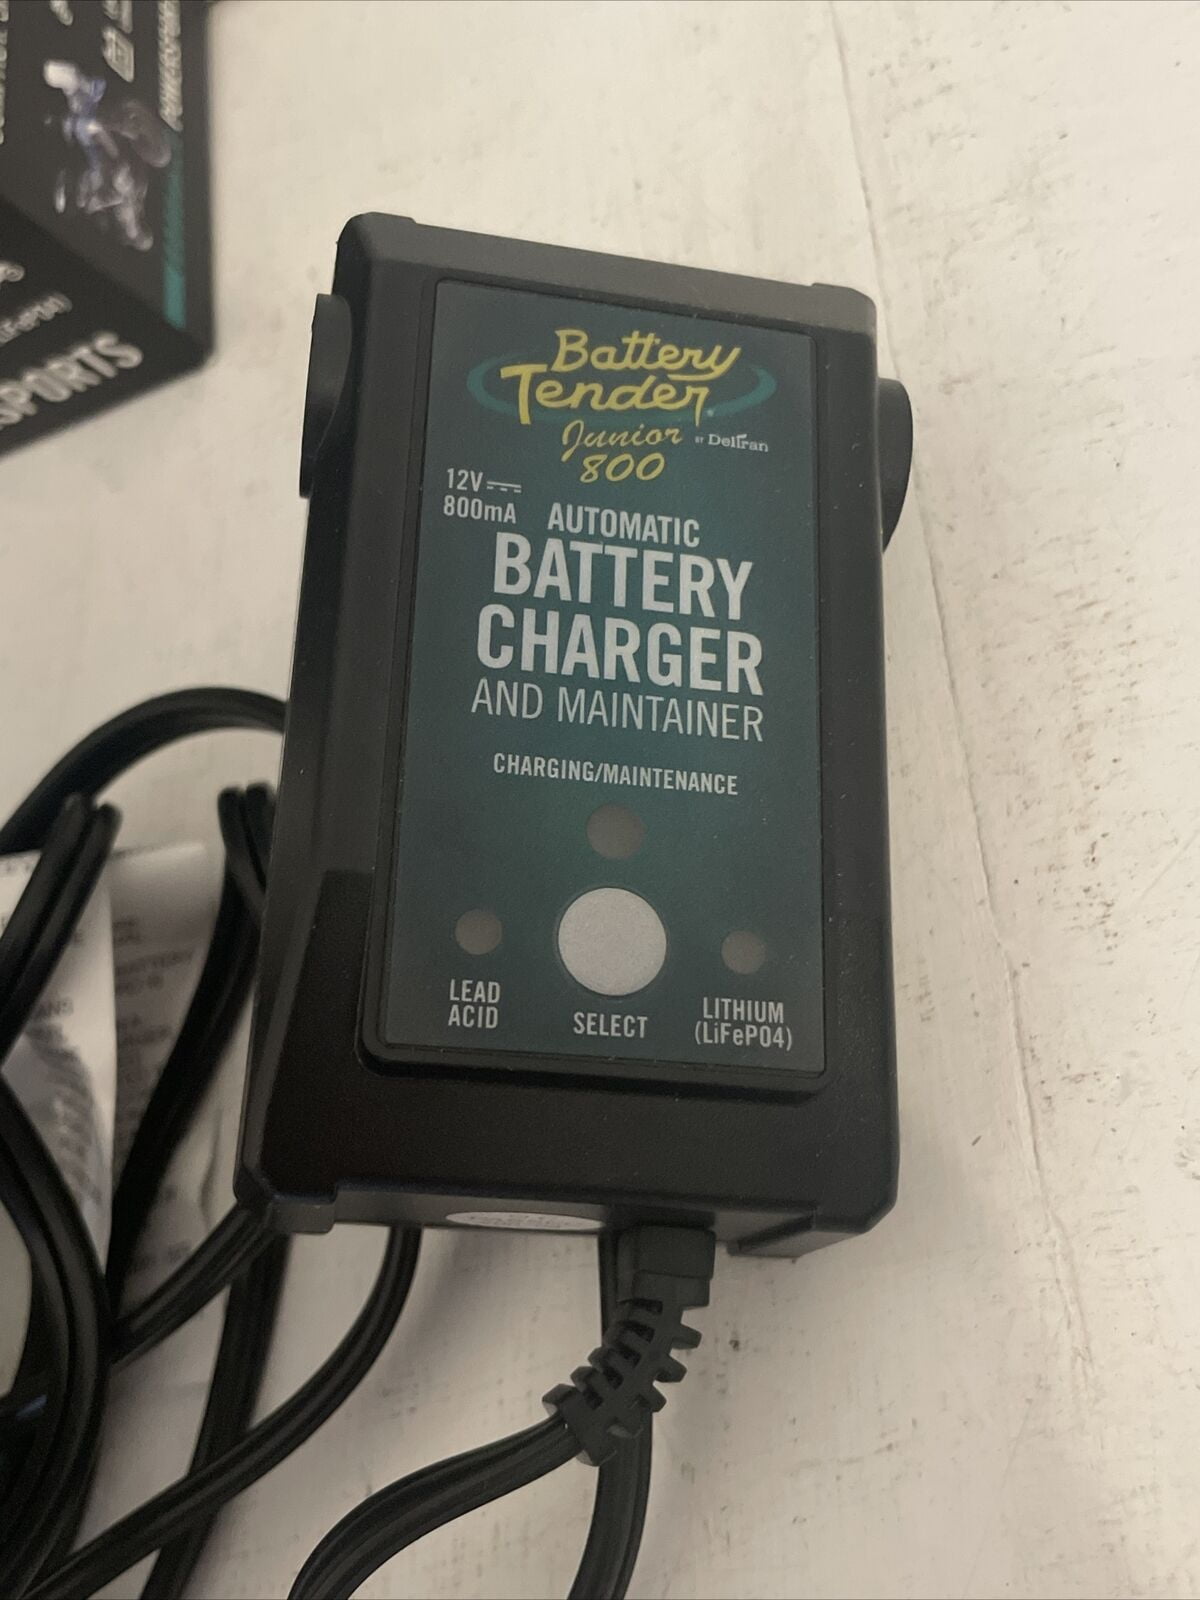 Battery
Tender
Junior BY Deltran
800
12V
800mA
AUTOMATIC
BATTERY
CHARGER
AND MAINTAINER
CHARGING/MAINTENANCE
LEAD
ACID
SELECT
LITHIUM
(LiFePO4)
SPORTS